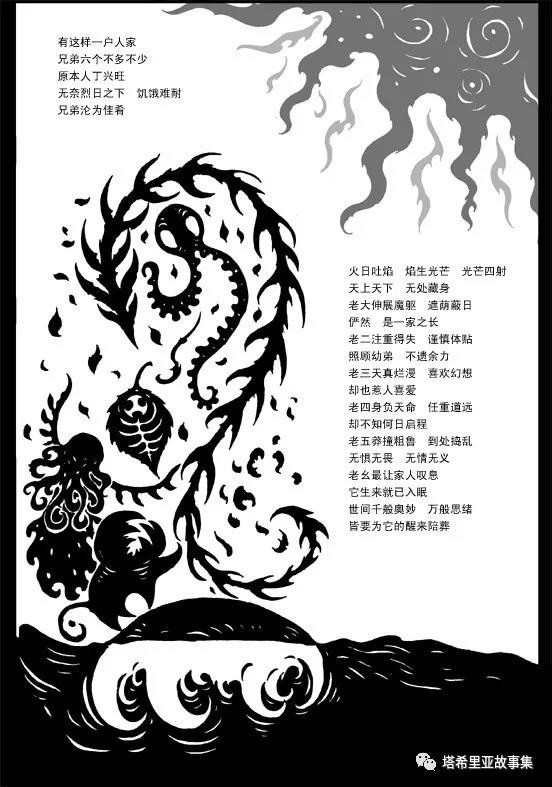 有这样一户人家
兄弟六个不多不少
原本人丁兴旺
无奈烈日之下　饥饿难耐
兄弟沦为佳肴
火日吐焰　焰生光芒　光芒四射
天上天下　无处藏身
老大伸展魔躯　遮荫蔽日
俨然　是一家之长
老二注重得失　谨慎体贴
照顾幼弟　不遗余力
老三天真烂漫　喜欢幻想
却也惹人喜爱
老四身负天命　任重道远
却不知何日启程
老五莽撞粗鲁　到处捣乱
无惧无畏　无情无义
老幺最让家人叹息
它生来就已入眠
世间千般奥妙　万般思绪
皆要为它的醒来陪葬
塔希里亚故事集